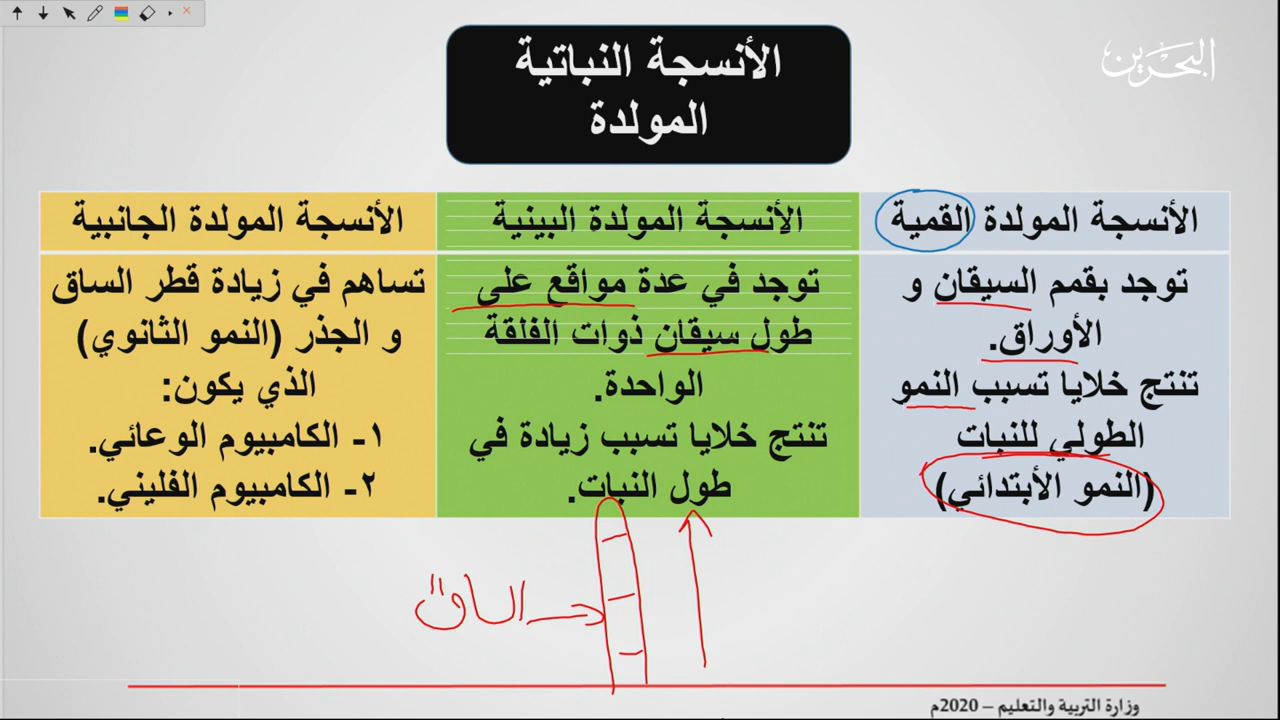 البحرين
الأنسجة النباتية
المولدة
الأنسجة المولدة القمية
توجد بقمم السيقان و
الأوراق.
تنتج خلايا تسبب النمو
الطولي للنبات
(النمو الأبتدائي)
الأنسجة المولدة البينية
توجد في عدة مواقع على
طول سيقان ذوات الفلقة
الواحدة.
تنتج خلايا تسبب زيادة في
طول النبات.
الأنسجة المولدة الجانبية
تساهم في زيادة قطر الساق
و الجذر (النمو الثانوي)
الذي يكون:
١- الكامبيوم الوعائي.
٢- الكامبيوم الفليني.
الساق
وزارة التربية والتعليم – 2020م